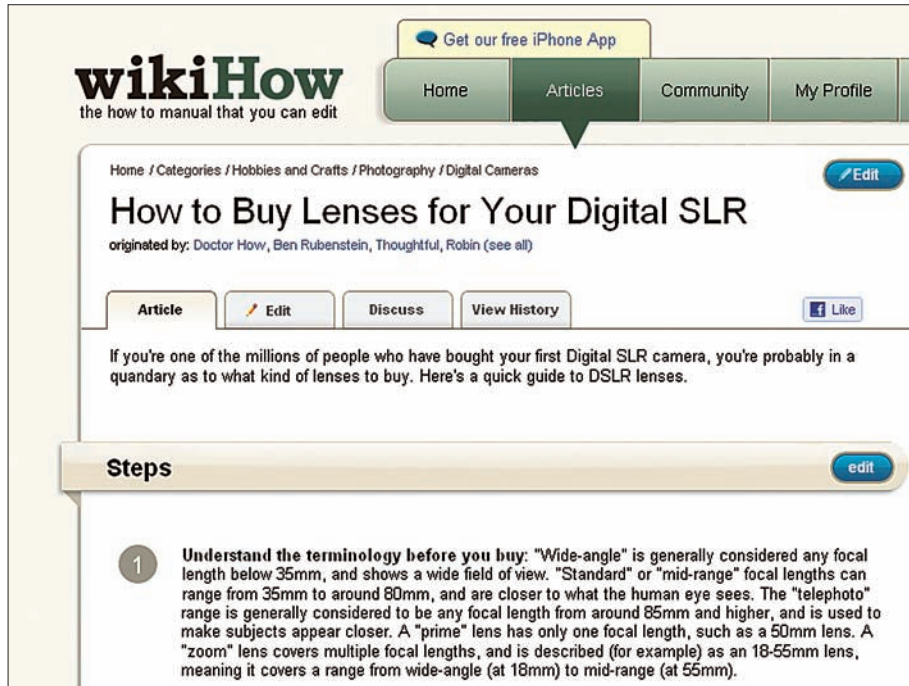 Get our free iPhone App
wikiHow
the how to manual that you can edit
Home Articles Community My Profile
Home / Categories / Hobbies and Crafts / Photography / Digital Cameras
Edit
How to Buy Lenses for Your Digital SLR
originated by: Doctor How, Ben Rubenstein, Thoughtful, Robin (see all)
Article Edit Discuss View History
Like
If you're one of the millions of people who have bought your first Digital SLR camera, you're probably in a
quandary as to what kind of lenses to buy. Here's a quick guide to DSLR lenses.
Steps
edit
1
Understand the terminology before you buy: "Wide-angle" is generally considered any focal
length below 35mm, and shows a wide field of view. "Standard" or "mid-range" focal lengths can
range from 35mm to around 80mm, and are closer to what the human eye sees. The "telephoto"
range is generally considered to be any focal length from around 85mm and higher, and is used to
make subjects appear closer. A "prime" lens has only one focal length, such as a 50mm lens. A
"zoom" lens covers multiple focal lengths, and is described (for example) as an 18-55mm lens,
meaning it covers a range from wide-angle (at 18mm) to mid-range (at 55mm).